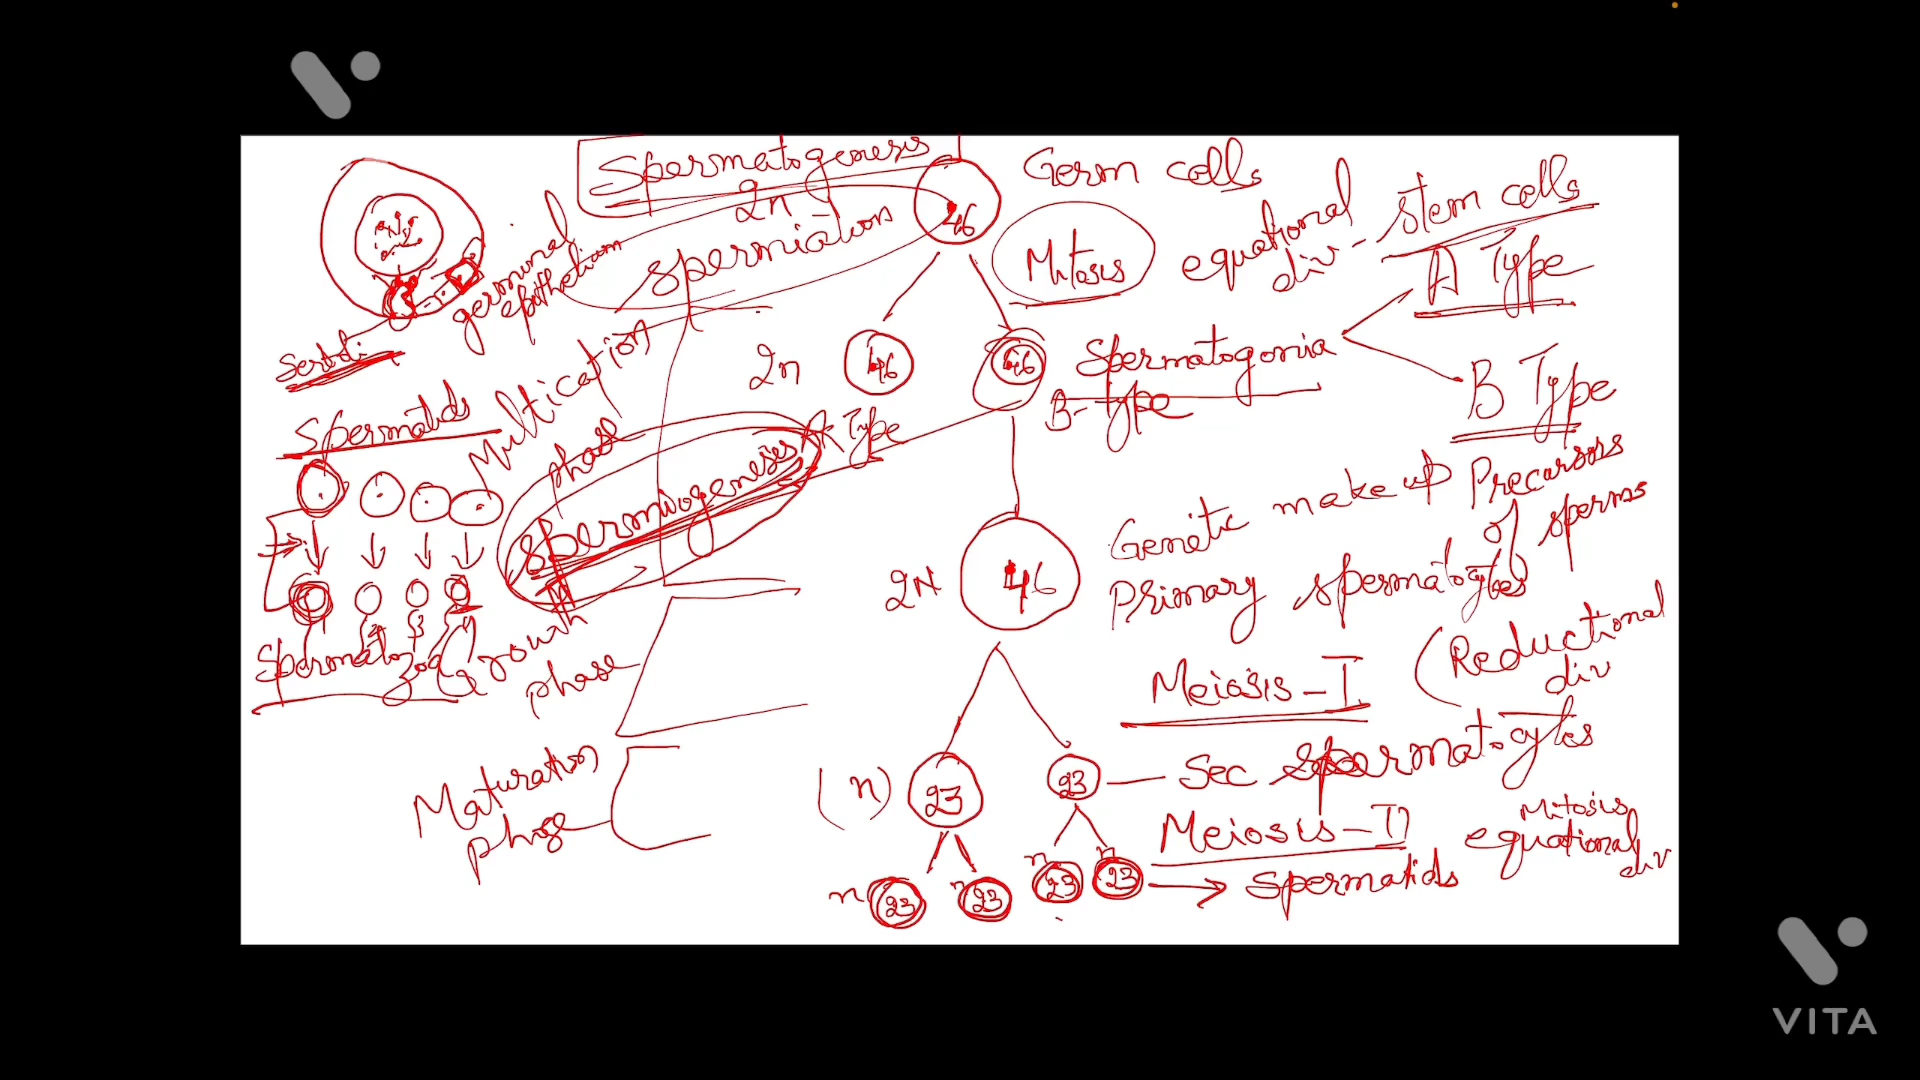 Spermatogenesis
2n
spermiation
46
Germ cells
Mitosis
equational
div - stem cells
A Type
germinal
epithelium
Sertoli
2n
46
46
Spermatogonia
B-type
B Type
A-Type
Multication
phase
Spermatids
spermiogenesis
Genetic make up Precursors
of sperms
2N
46
Primary spermatocytes
Spermatozoa
Growth
phase
Meiosis-I
(Reductional
div
Maturation
phase
(n)
23
23
Sec spermatocytes
Meiosis-II
Mitosis
equational
div
n
23
n
23
n
23
n
23
Spermatids
VITA